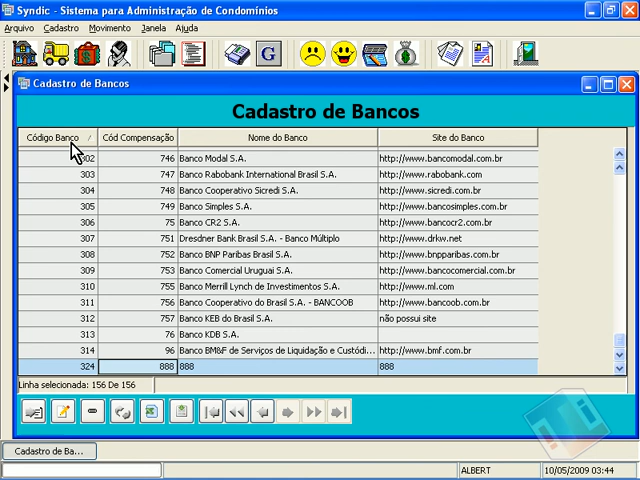 Syndic - Sistema para Administração de Condomínios
Arquivo Cadastro Movimento Janela Ajuda
G
Cadastro de Bancos
Cadastro de Bancos
Código Banco Cód Compensação Nome do Banco Site do Banco
302 746 Banco Modal S.A. http://www.bancomodal.com.br
303 747 Banco Rabobank International Brasil S.A. http://www.rabobank.com
304 748 Banco Cooperativo Sicredi S.A. http://www.sicredi.com.br
305 749 Banco Simples S.A. http://www.bancosimples.com.br
306 75 Banco CR2 S.A. http://www.bancocr2.com.br
307 751 Dresdner Bank Brasil S.A. - Banco Múltiplo http://www.drkw.net
308 752 Banco BNP Paribas Brasil S.A. http://www.bnpparibas.com.br
309 753 Banco Comercial Uruguai S.A. http://www.bancocomercial.com.br
310 755 Banco Merrill Lynch de Investimentos S.A. http://www.ml.com
311 756 Banco Cooperativo do Brasil S.A. - BANCOOB http://www.bancoob.com.br
312 757 Banco KEB do Brasil S.A. não possui site
313 76 Banco KDB S.A.
314 96 Banco BM&F de Serviços de Liquidação e Custódi... http://www.bmf.com.br
324 888 888 888
Linha selecionada: 156 De 156
Cadastro de Ba...
ALBERT 10/05/2009 03:44